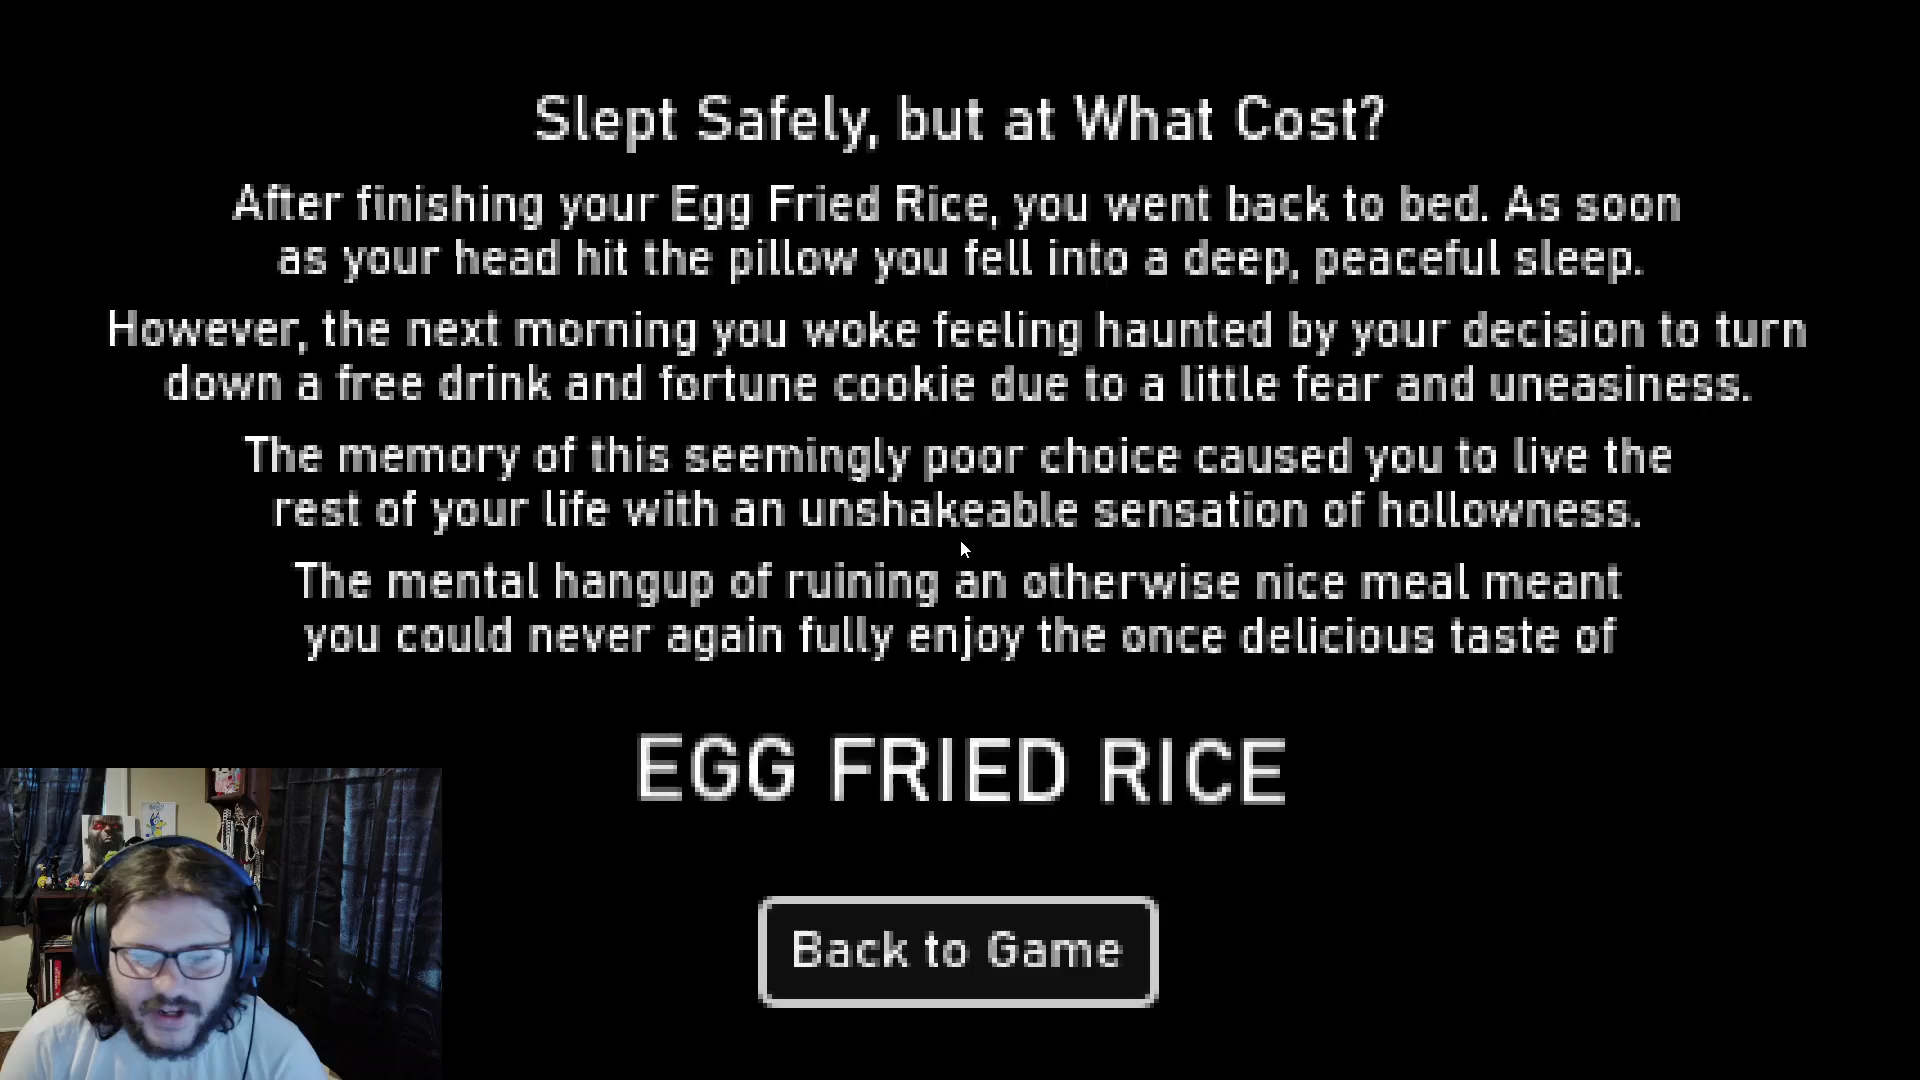 Slept Safely, but at What Cost?
After finishing your Egg Fried Rice, you went back to bed. As soon
as your head hit the pillow you fell into a deep, peaceful sleep.
However, the next morning you woke feeling haunted by your decision to turn
down a free drink and fortune cookie due to a little fear and uneasiness.
The memory of this seemingly poor choice caused you to live the
rest of your life with an unshakeable sensation of hollowness.
The mental hangup of ruining an otherwise nice meal meant
you could never again fully enjoy the once delicious taste of
EGG FRIED RICE
Back to Game